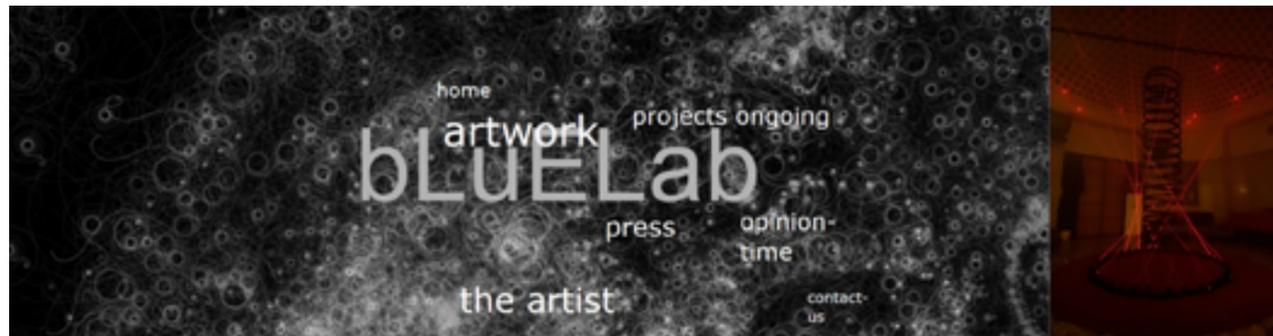 home
projects ongoing
artwork
bLuELab
press
opinion-
time
the artist
contact-
us